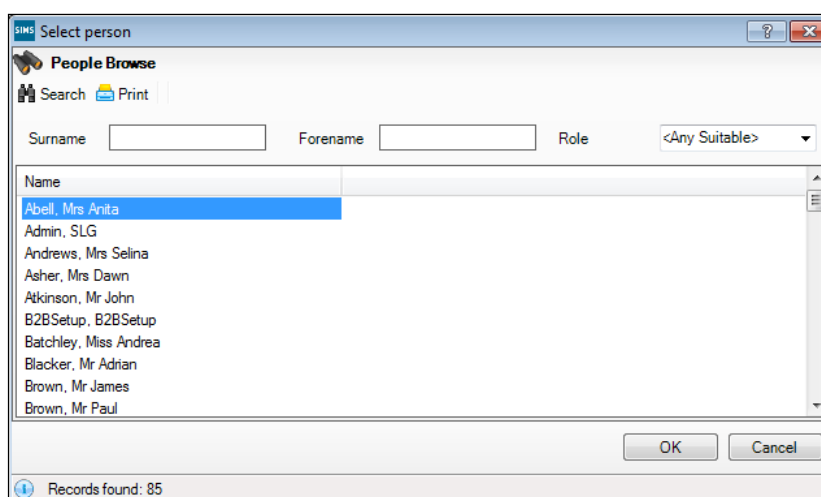 SIMS Select person
People Browse
Search Print
Surname Forename Role <Any Suitable>
Name
Abell, Mrs Anita
Admin, SLG
Andrews, Mrs Selina
Asher, Mrs Dawn
Atkinson, Mr John
B2BSetup, B2BSetup
Batchley, Miss Andrea
Blacker, Mr Adrian
Brown, Mr James
Brown, Mr Paul
OK Cancel
Records found: 85